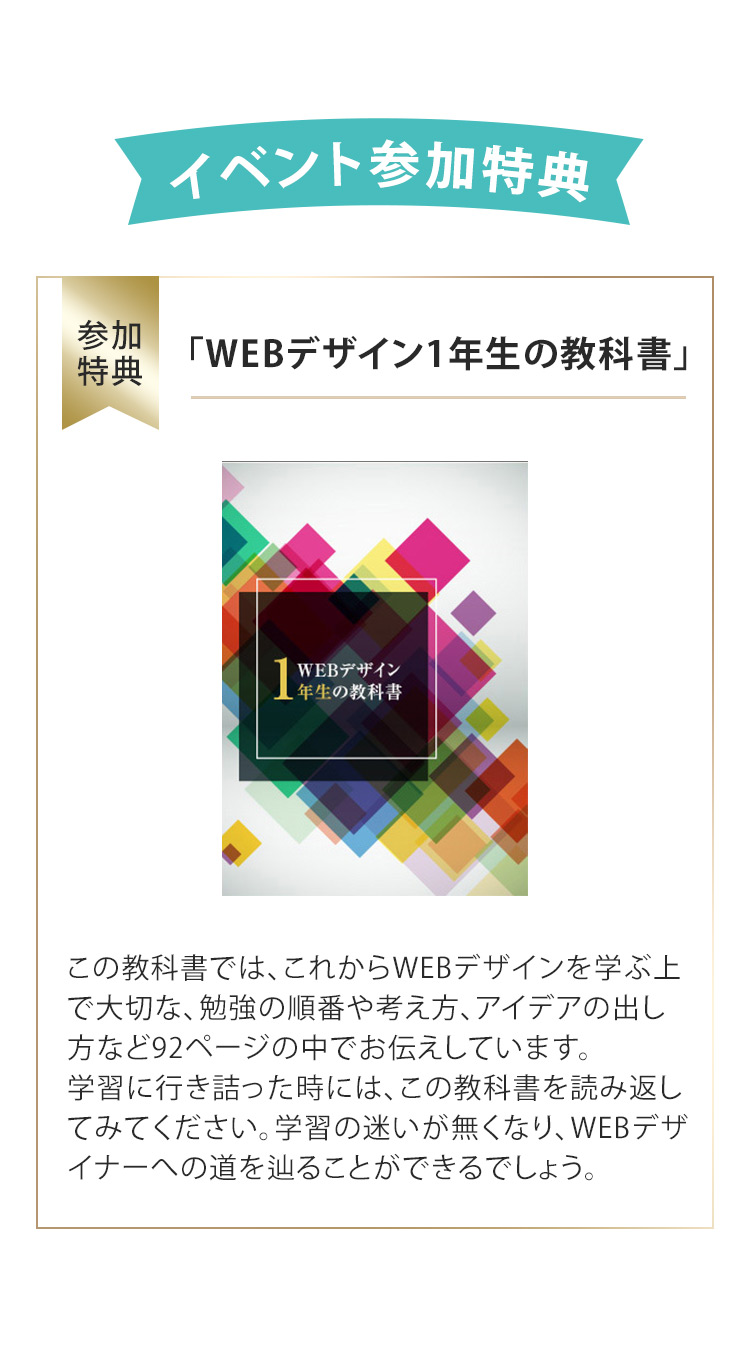 イベント参加特典
参加
特典
「WEBデザイン1年生の教科書」
1 WEBデザイン
年生の教科書
この教科書では、これからWEBデザインを学ぶ上
で大切な、勉強の順番や考え方、アイデアの出し
方など92ページの中でお伝えしています。
学習に行き詰った時には、この教科書を読み返し
てみてください。学習の迷いが無くなり、WEBデザ
イナーへの道を辿ることができるでしょう。